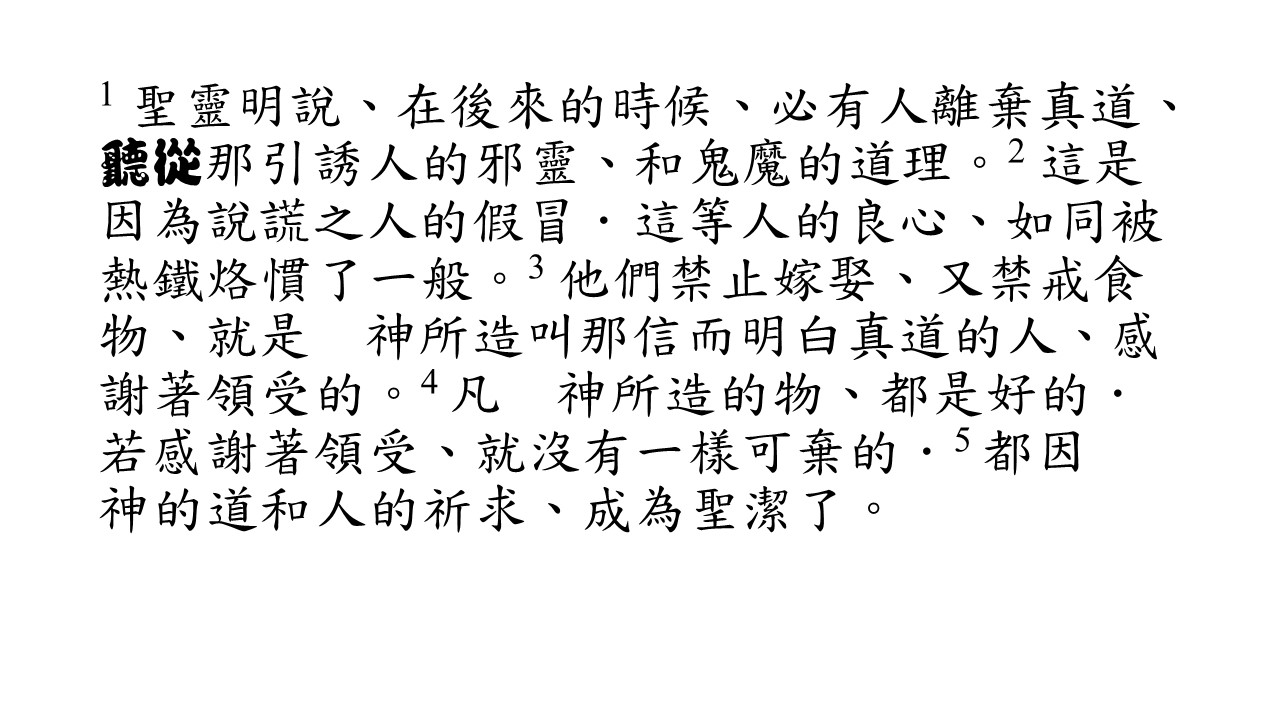 1 聖靈明說、在後來的時候、必有人離棄真道、
聽從那引誘人的邪靈、和鬼魔的道理。2 這是
因為說謊之人的假冒．這等人的良心、如同被
熱鐵烙慣了一般。3 他們禁止嫁娶、又禁戒食
物、就是　神所造叫那信而明白真道的人、感
謝著領受的。4 凡　神所造的物、都是好的．
若感謝著領受、就沒有一樣可棄的．5 都因
神的道和人的祈求、成為聖潔了。